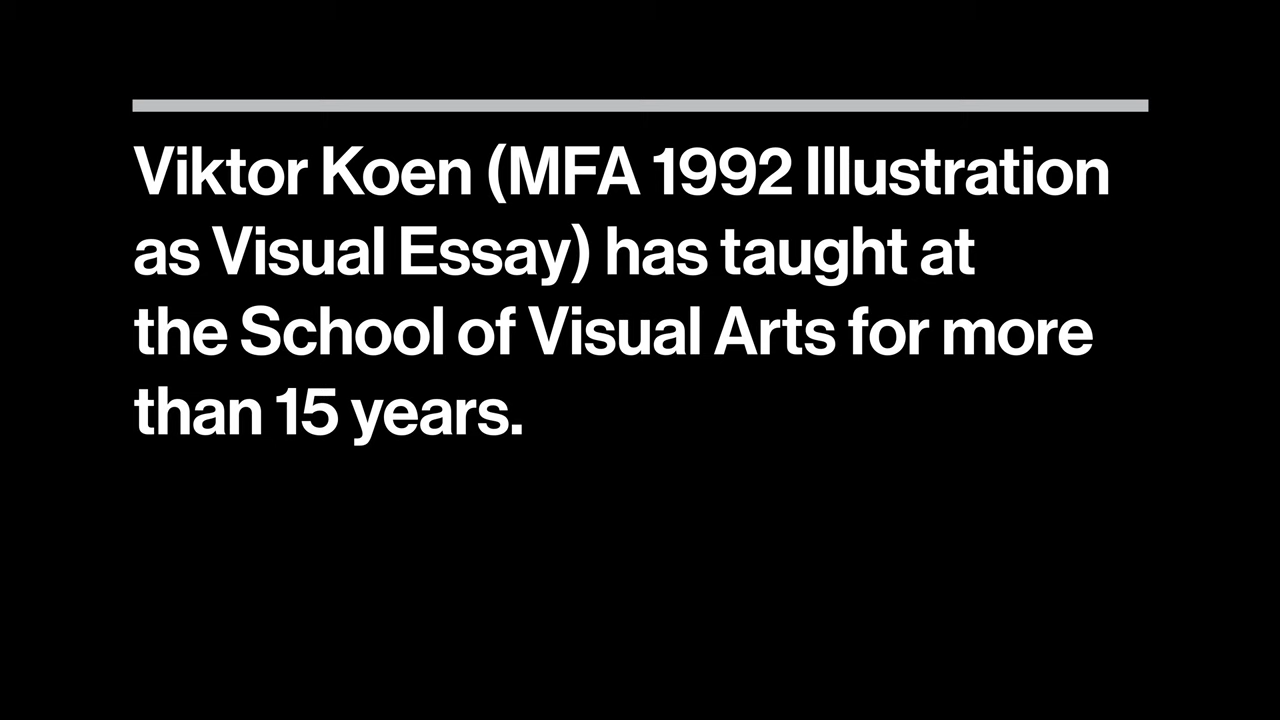 Viktor Koen (MFA 1992 Illustration
as Visual Essay) has taught at
the School of Visual Arts for more
than 15 years.